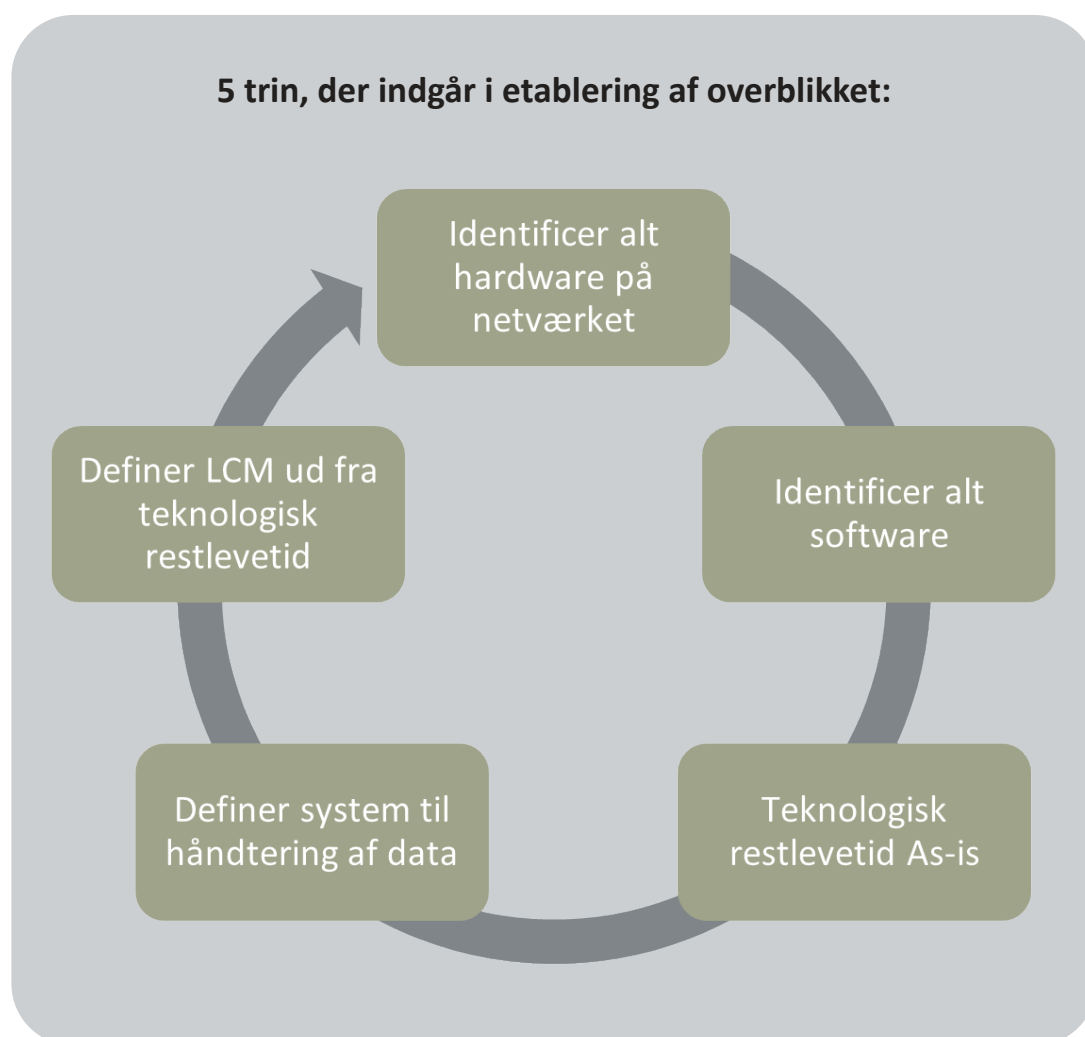 5 trin, der indgår i etablering af overblikket:
Identificer alt
hardware på
netværket
Identificer alt
software
Teknologisk
restlevetid As-is
Definer system til
håndtering af data
Definer LCM ud fra
teknologisk
restlevetid